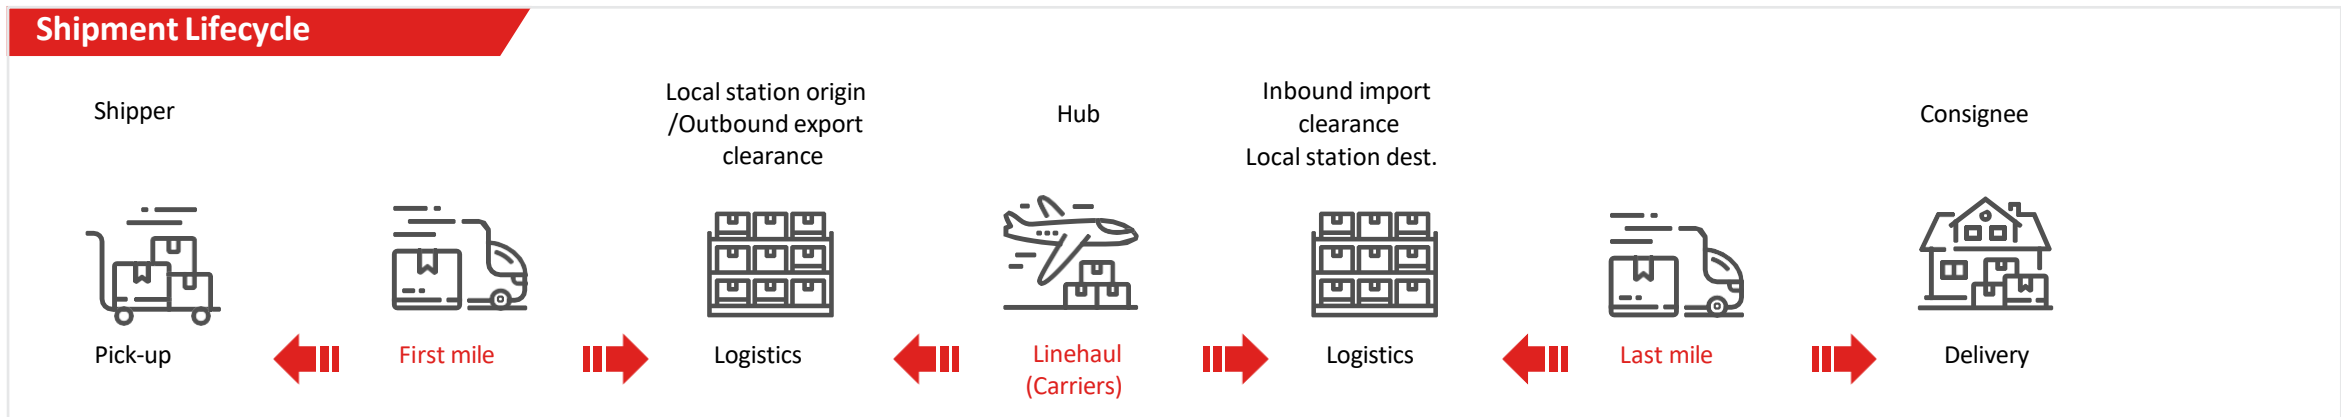 Shipment Lifecycle
Shipper
Local station origin
/Outbound export
clearance
Hub
Inbound import
clearance
Local station dest.
Consignee
Pick-up
First mile
Logistics
Linehaul
(Carriers)
Logistics
Last mile
Delivery